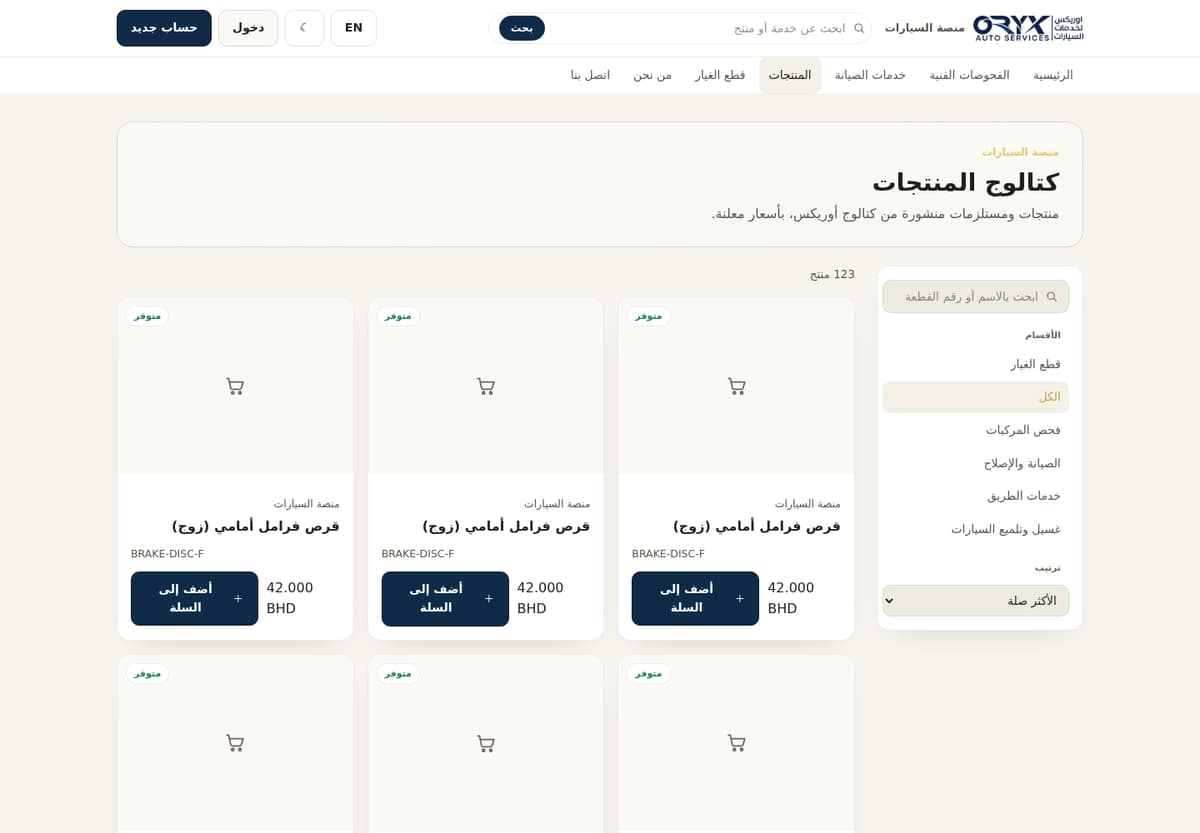 اوريكس
لخدمات
السيارات
ORYX
AUTO SERVICES
منصة السيارات
ابحث عن خدمة أو منتج
بحث
EN
دخول
حساب جديد
الرئيسية
الفحوصات الفنية
خدمات الصيانة
المنتجات
قطع الغيار
من نحن
اتصل بنا
منصة السيارات
كتالوج المنتجات
منتجات ومستلزمات منشورة من كتالوج أوريكس، بأسعار معلنة.
ابحث بالاسم أو رقم القطعة
الأقسام
قطع الغيار
الكل
فحص المركبات
الصيانة والإصلاح
خدمات الطريق
غسيل وتلميع السيارات
ترتيب
الأكثر صلة
123 منتج
متوفر
منصة السيارات
قرص فرامل أمامي (زوج)
BRAKE-DISC-F
42.000
BHD
+ أضف إلى
السلة
متوفر
منصة السيارات
قرص فرامل أمامي (زوج)
BRAKE-DISC-F
42.000
BHD
+ أضف إلى
السلة
متوفر
منصة السيارات
قرص فرامل أمامي (زوج)
BRAKE-DISC-F
42.000
BHD
+ أضف إلى
السلة
متوفر
متوفر
متوفر